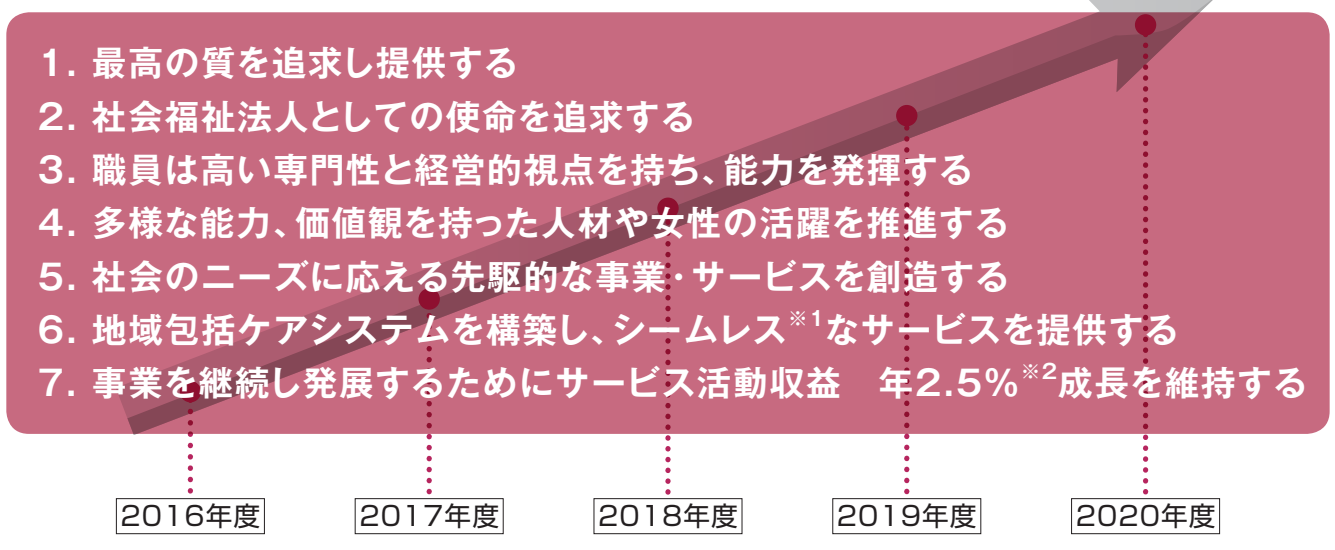 1. 最高の質を追求し提供する
2. 社会福祉法人としての使命を追求する
3. 職員は高い専門性と経営的視点を持ち、能力を発揮する
4. 多様な能力、価値観を持った人材や女性の活躍を推進する
5. 社会のニーズに応える先駆的な事業・サービスを創造する
6. 地域包括ケアシステムを構築し、シームレス※1なサービスを提供する
7. 事業を継続し発展するためにサービス活動収益　年2.5%※2成長を維持する
2016年度 2017年度 2018年度 2019年度 2020年度